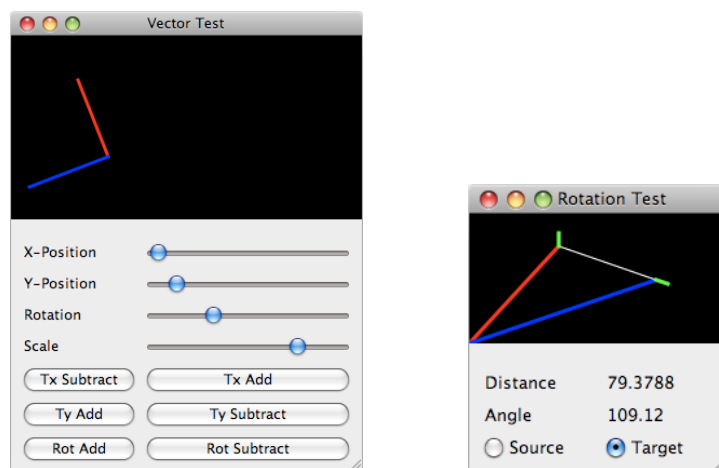 Vector Test
X-Position
Y-Position
Rotation
Scale
Tx Subtract Tx Add
Ty Add Ty Subtract
Rot Add Rot Subtract
Rotation Test
Distance 79.3788
Angle 109.12
Source Target